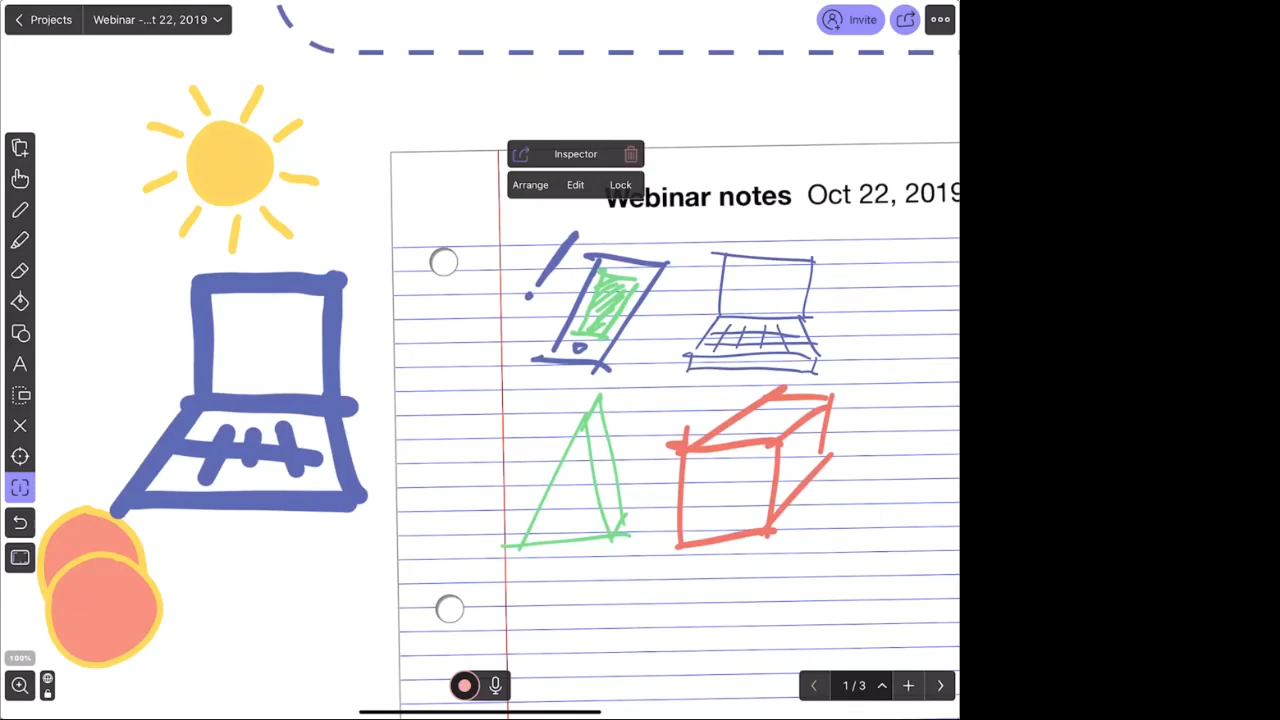 Projects
Webinar -...t 22, 2019
Invite
Inspector
Arrange Edit Lock
Webinar notes Oct 22, 2019
A
100%
1 / 3